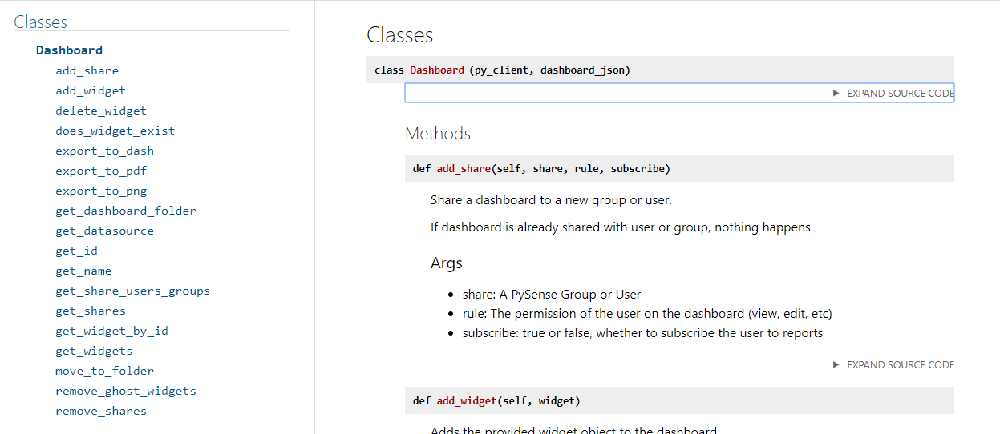 Classes
Dashboard
add_share
add_widget
delete_widget
does_widget_exist
export_to_dash
export_to_pdf
export_to_png
get_dashboard_folder
get_datasource
get_id
get_name
get_share_users_groups
get_shares
get_widget_by_id
get_widgets
move_to_folder
remove_ghost_widgets
remove_shares
Classes
class Dashboard (py_client, dashboard_json)
EXPAND SOURCE CODE
Methods
def add_share(self, share, rule, subscribe)
Share a dashboard to a new group or user.
If dashboard is already shared with user or group, nothing happens
Args
• share: A PySense Group or User
• rule: The permission of the user on the dashboard (view, edit, etc)
• subscribe: true or false, whether to subscribe the user to reports
EXPAND SOURCE CODE
def add_widget(self, widget)
Adds the provided widget object to the dashboard